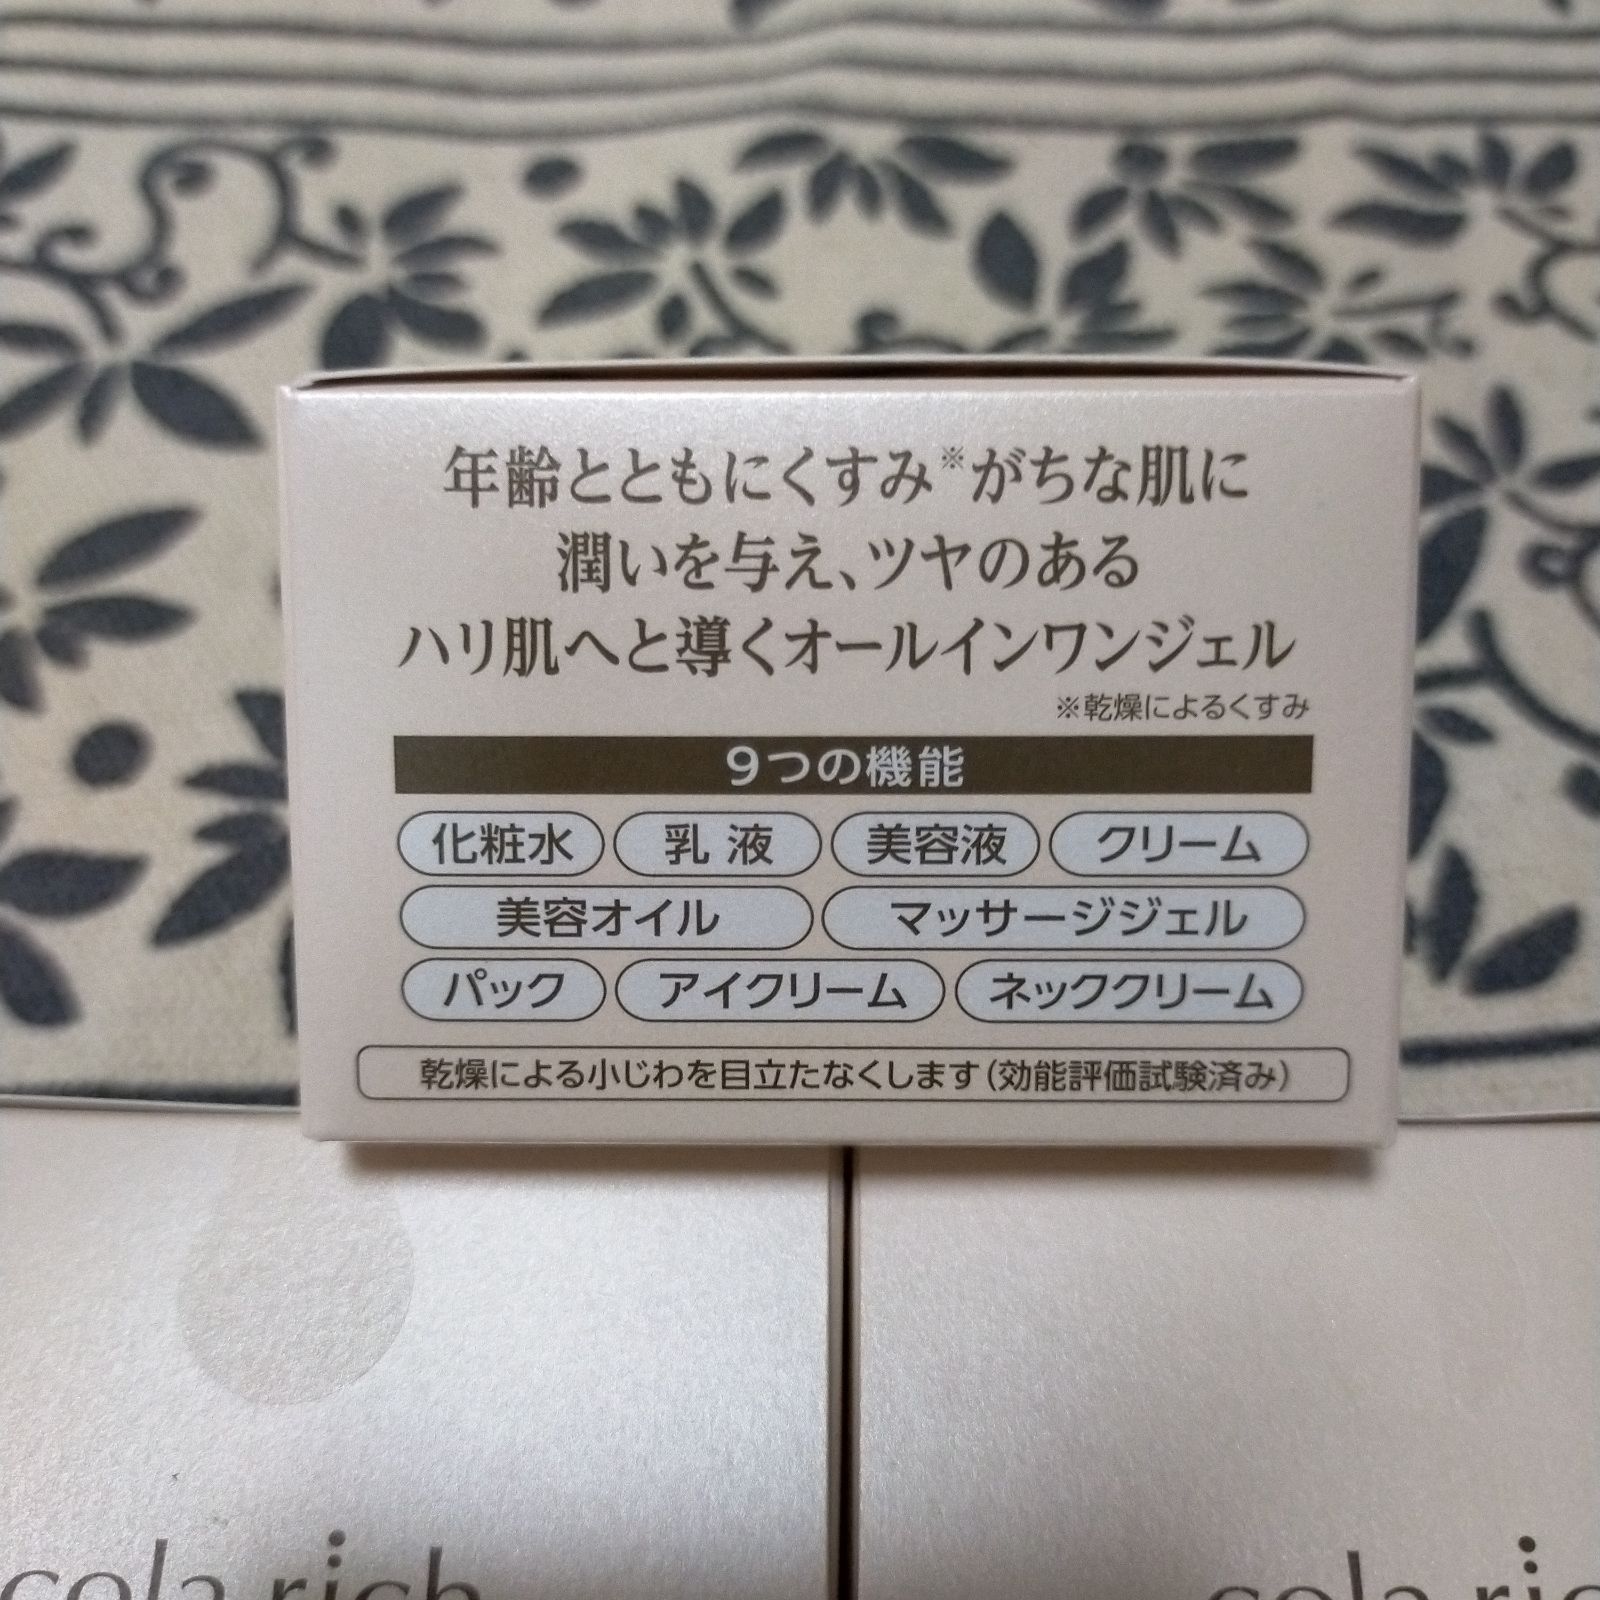 年齢とともにくすみ※がちな肌に
潤いを与え、ツヤのある
ハリ肌へと導くオールインワンジェル
※乾燥によるくすみ
9つの機能
化粧水 乳液 美容液 クリーム
美容オイル マッサージジェル
パック アイクリーム ネッククリーム
乾燥による小じわを目立たなくします(効能評価試験済み)
cola rich cola ric